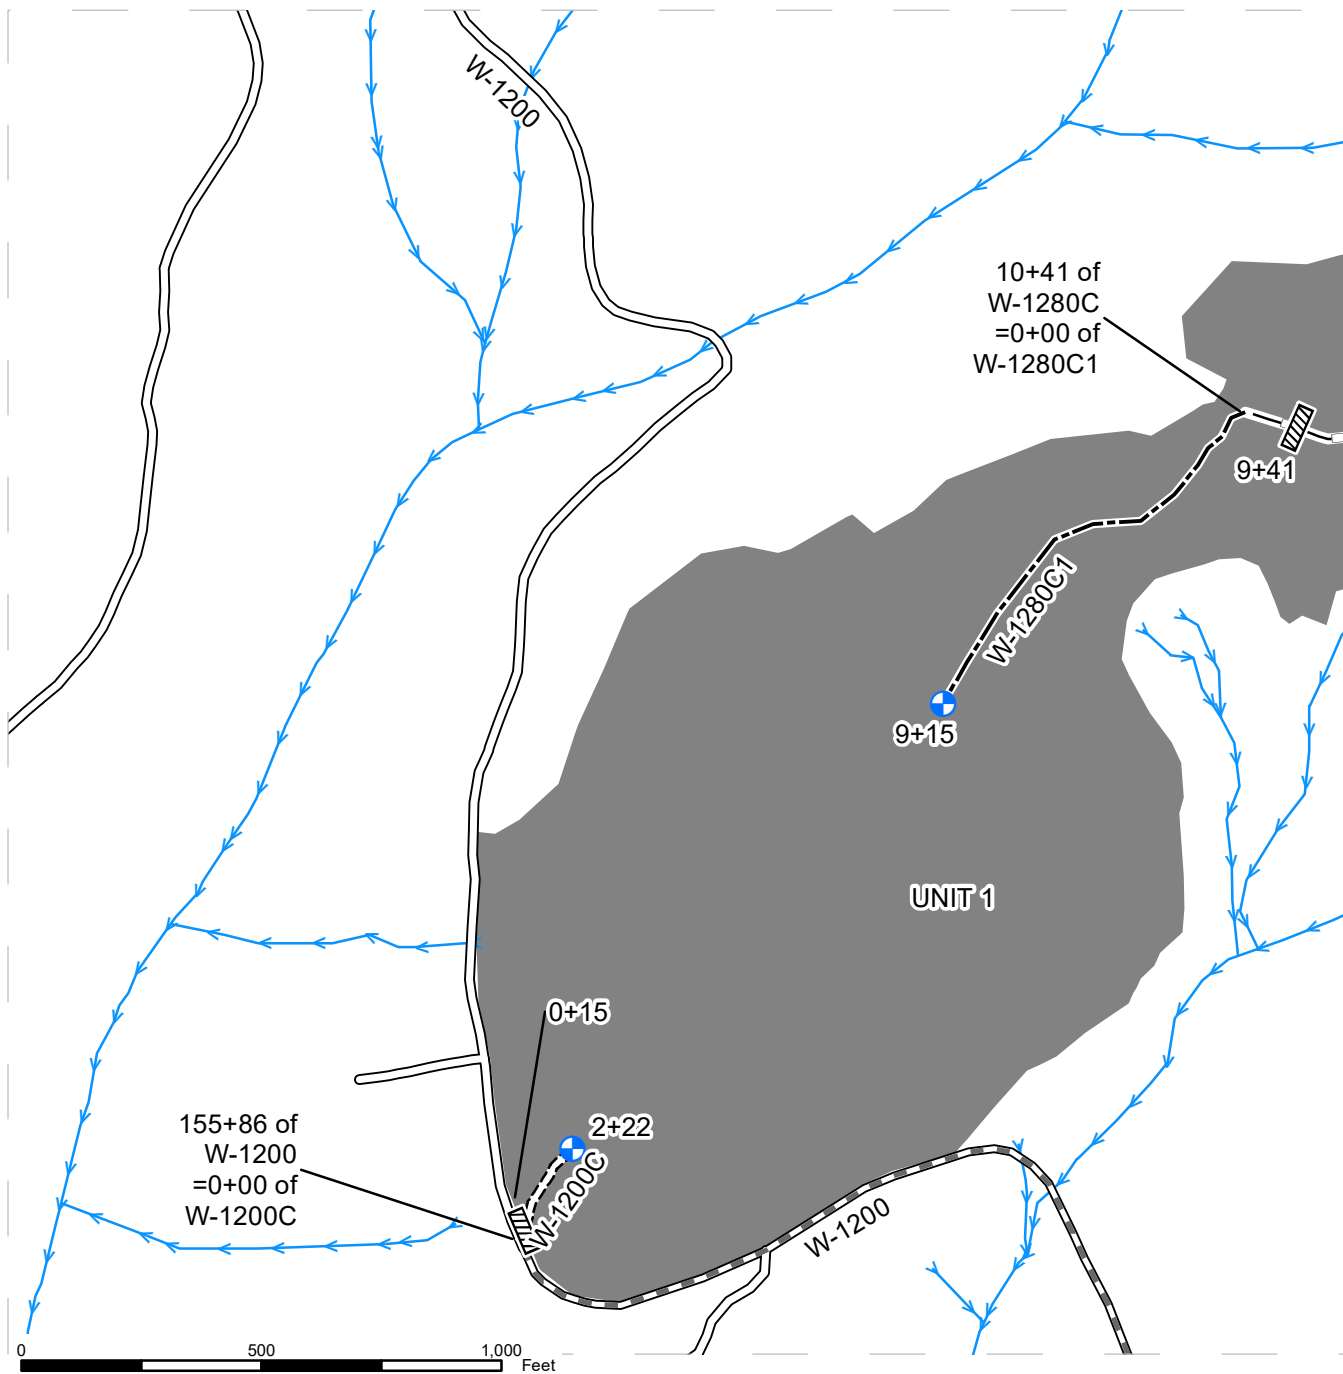 W-1200
10+41 of
W-1280C
=0+00 of
W-1280C1
9+41
W-1280C1
9+15
UNIT 1
0+15
2+22
W-1200C
155+86 of
W-1200
=0+00 of
W-1200C
W-1200
0 500 1,000
Feet